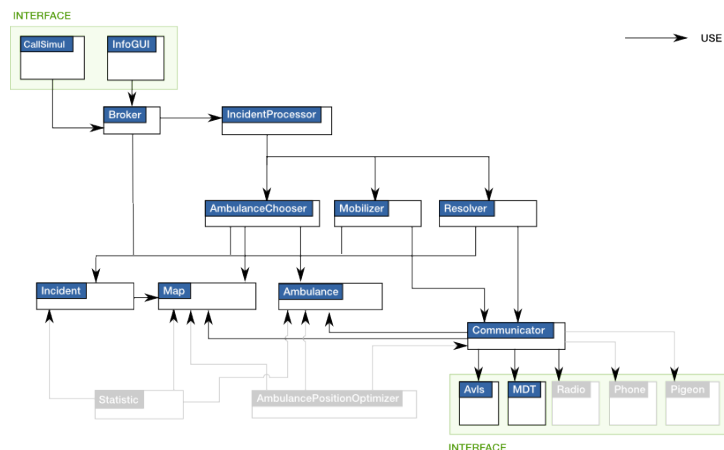 INTERFACE
CallSimul
InfoGUI
USE
Broker
IncidentProcessor
AmbulanceChooser
Mobilizer
Resolver
Incident
Map
Ambulance
Communicator
Statistic
AmbulancePositionOptimizer
Avls
MDT
Radio
Phone
Pigeon
INTERFACE